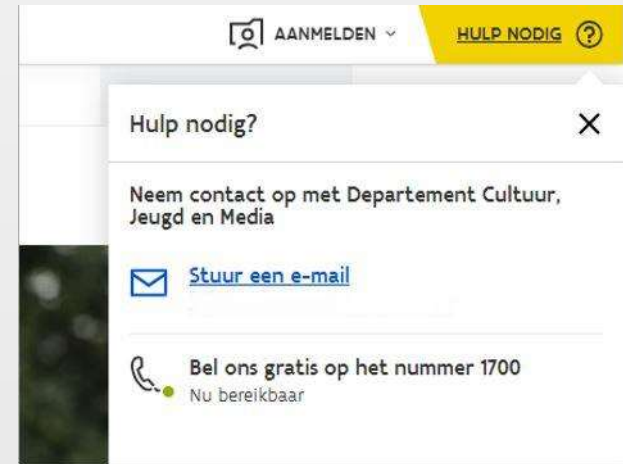 AANMELDEN
HULP NODIG
Hulp nodig?
Neem contact op met Departement Cultuur,
Jeugd en Media
Stuur een e-mail
Bel ons gratis op het nummer 1700
Nu bereikbaar